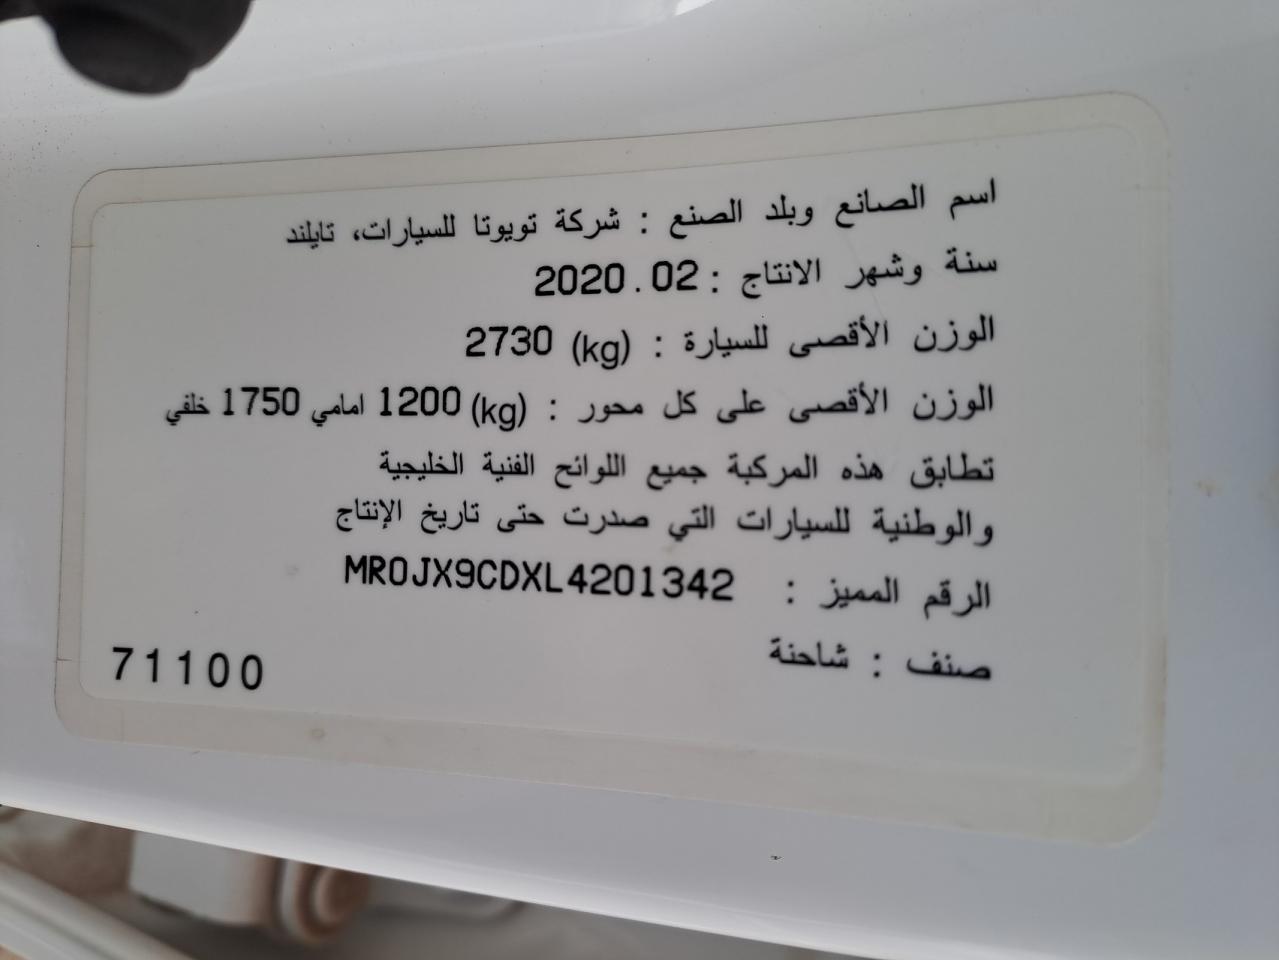 اسم الصانع وبلد الصنع : شركة تويوتا للسيارات، تايلند
سنة وشهر الانتاج : 2020.02
الوزن الأقصى للسيارة : (kg) 2730
الوزن الأقصى على كل محور : (kg) 1200 امامي 1750 خلفي
تطابق هذه المركبة جميع اللوائح الفنية الخليجية
والوطنية للسيارات التي صدرت حتى تاريخ الإنتاج
الرقم المميز : MR0JX9CDXL4201342
صنف : شاحنة
71100